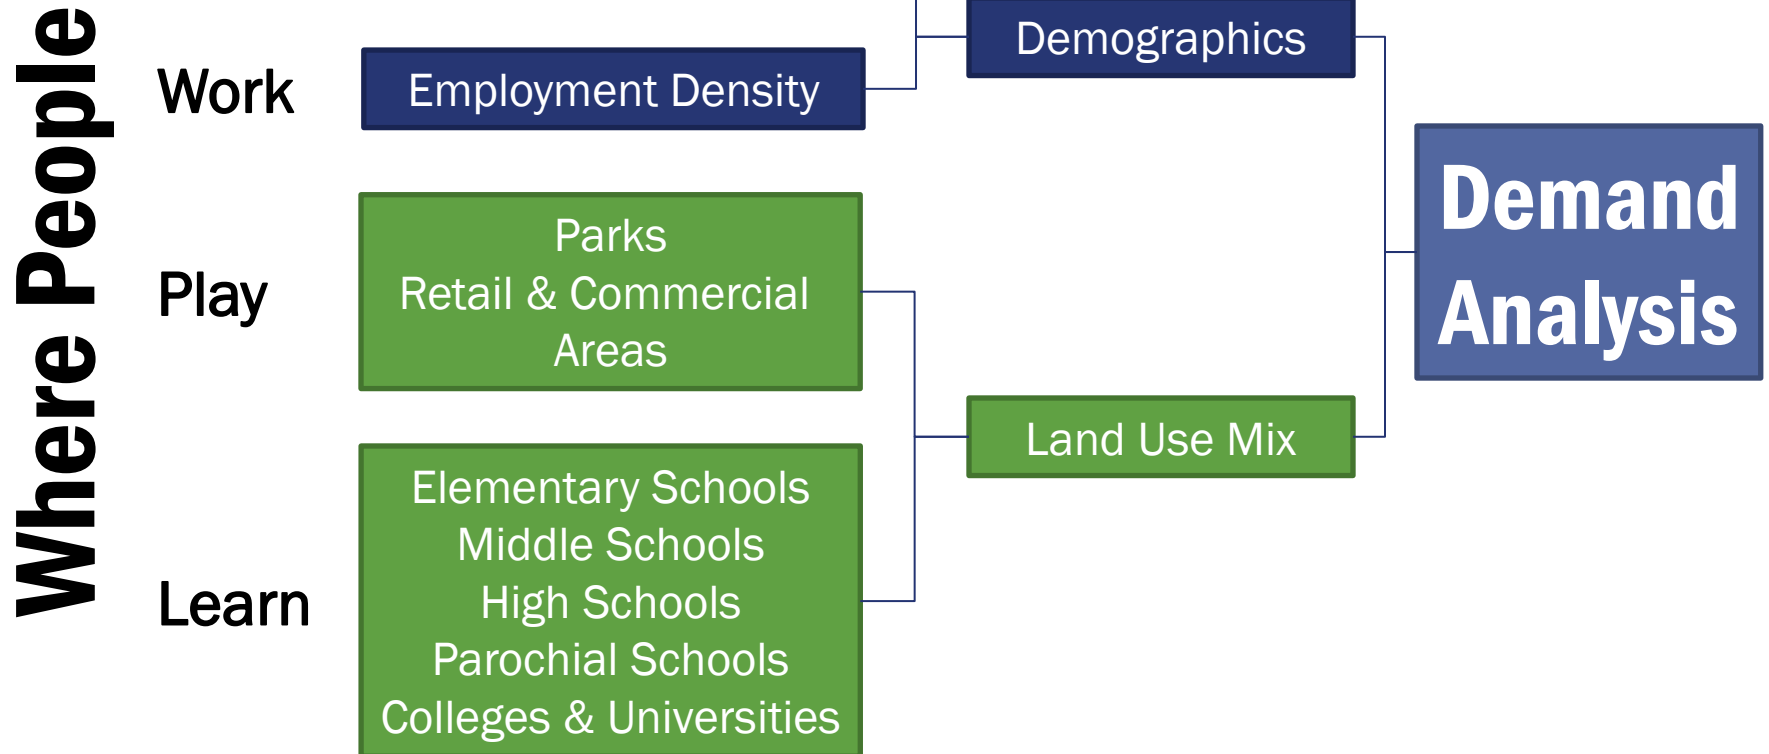 Where People
Work
Employment Density
Demographics
Play
Parks
Retail & Commercial
Areas
Learn
Elementary Schools
Middle Schools
High Schools
Parochial Schools
Colleges & Universities
Land Use Mix
Demand
Analysis